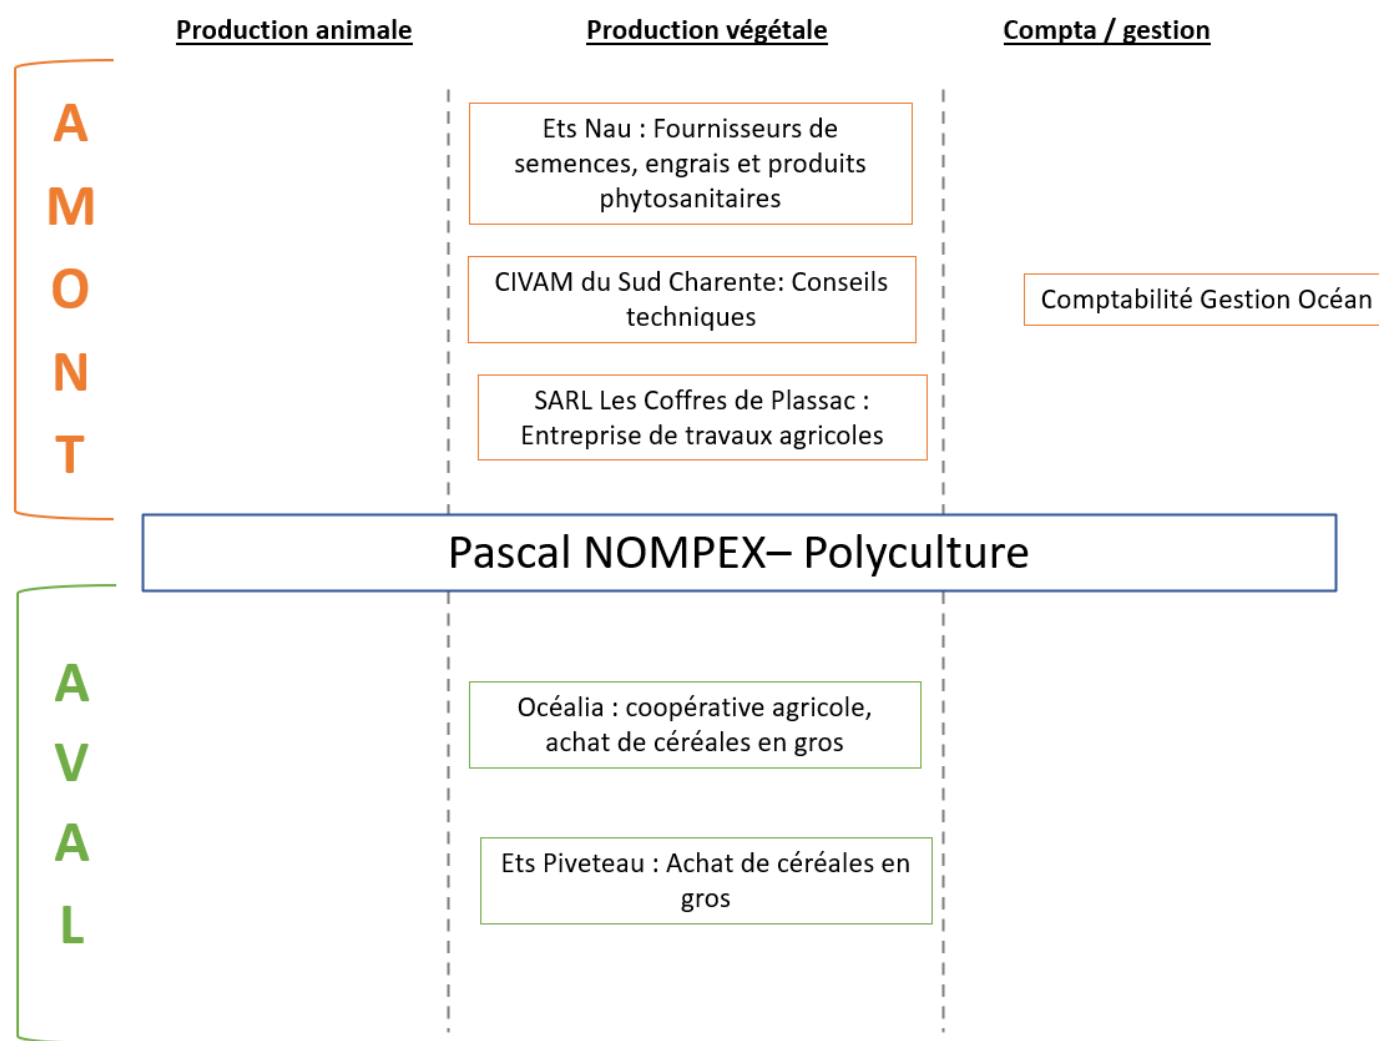 Production animale
Production végétale
Compta / gestion
A
M
O
N
T
Ets Nau : Fournisseurs de
semences, engrais et produits
phytosanitaires
CIVAM du Sud Charente: Conseils
techniques
Comptabilité Gestion Océan
SARL Les Coffres de Plassac :
Entreprise de travaux agricoles
Pascal NOMPEX– Polyculture
A
V
A
L
Océalia : coopérative agricole,
achat de céréales en gros
Ets Piveteau : Achat de céréales en
gros